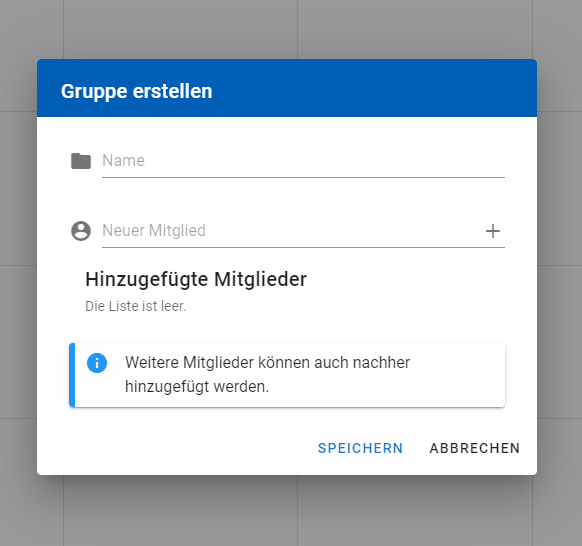 Gruppe erstellen
Name
Neuer Mitglied
Hinzugefügte Mitglieder
Die Liste ist leer.
Weitere Mitglieder können auch nachher
hinzugefügt werden.
SPEICHERN ABBRECHEN